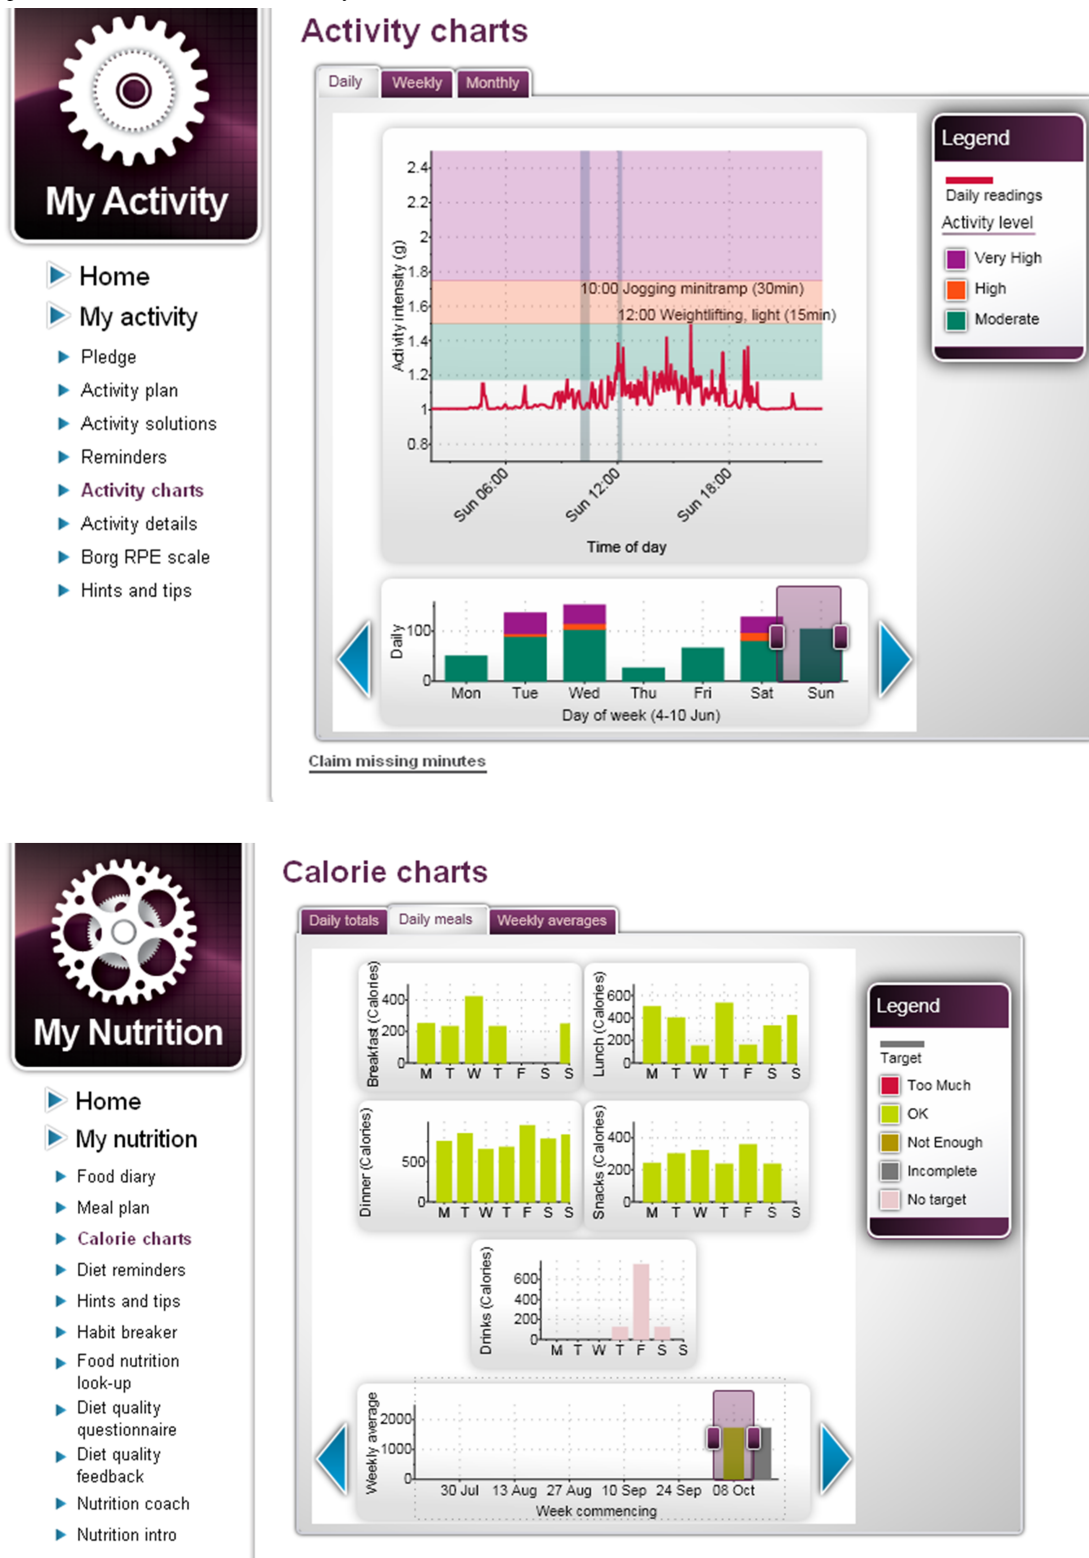 Activity charts
My Activity
Home
My activity
Pledge
Activity plan
Activity solutions
Reminders
Activity charts
Activity details
Borg RPE scale
Hints and tips
Daily
Weekly
Monthly
Activity intensity (g)
2.4
2.2
2
1.8
1.6
1.4
1.2
1
0.8
10:00 Jogging minitramp (30min)
12:00 Weightlifting, light (15min)
Sun 06:00
Sun 12:00
Sun 18:00
Time of day
Daily
100
0
Mon Tue Wed Thu Fri Sat Sun
Day of week (4-10 Jun)
Claim missing minutes
Legend
Daily readings
Activity level
Very High
High
Moderate
Calorie charts
My Nutrition
Home
My nutrition
Food diary
Meal plan
Calorie charts
Diet reminders
Hints and tips
Habit breaker
Food nutrition
look-up
Diet quality
questionnaire
Diet quality
feedback
Nutrition coach
Nutrition intro
Daily totals
Daily meals
Weekly averages
Breakfast (Calories)
400
200
0
M T W T F S S
Lunch (Calories)
600
400
200
0
M T W T F S S
Dinner (Calories)
500
0
M T W T F S S
Snacks (Calories)
400
200
0
M T W T F S S
Drinks (Calories)
600
400
200
0
M T W T F S S
Weekly average
2000
1000
0
30 Jul 13 Aug 27 Aug 10 Sep 24 Sep 08 Oct
Week commencing
Legend
Target
Too Much
OK
Not Enough
Incomplete
No target